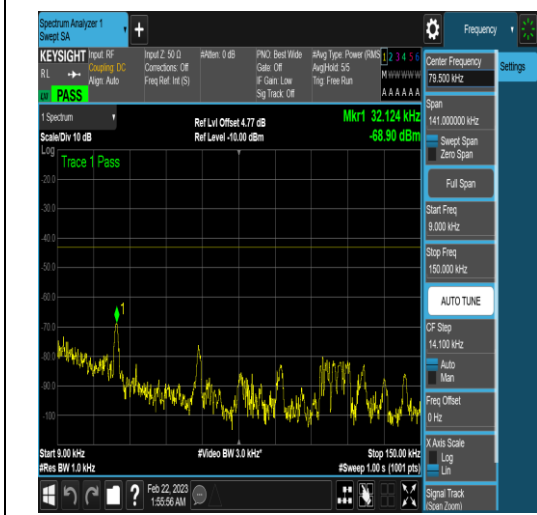 Spectrum Analyzer 1
Swept SA
+
Frequency
KEYSIGHT
RL
PASS
Input: RF
Coupling: DC
Align: Auto
Input Z: 50 Ω
Corrections: Off
Freq Ref: Int (S)
#Atten: 0 dB
PNO: Best Wide
Gate: Off
IF Gain: Low
Sig Track: Off
#Avg Type: Power (RMS
Avg|Hold: 5/5
Trig: Free Run
1 2 3 4 5 6
M W W W W W
A A A A A A
Center Frequency
79.500 kHz
Settings
Span
141.000000 kHz
Swept Span
Zero Span
Full Span
Start Freq
9.000 kHz
Stop Freq
150.000 kHz
AUTO TUNE
CF Step
14.100 kHz
Auto
Man
Freq Offset
0 Hz
X Axis Scale
Log
Lin
Signal Track
(Span Zoom)
1 Spectrum
Scale/Div 10 dB
Ref Lvl Offset 4.77 dB
Ref Level -10.00 dBm
Mkr1 32.124 kHz
-68.90 dBm
Log
Trace 1 Pass
1
-20.0
-30.0
-40.0
-50.0
-60.0
-70.0
-80.0
-90.0
-100
Start 9.00 kHz
#Res BW 1.0 kHz
#Video BW 3.0 kHz*
Stop 150.00 kHz
#Sweep 1.00 s (1001 pts)
?
Feb 22, 2023
1:55:56 AM